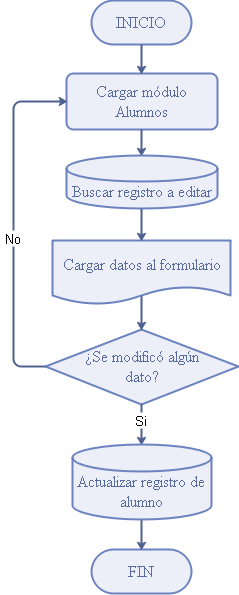 INICIO
Cargar módulo
Alumnos
Buscar registro a editar
Cargar datos al formulario
¿Se modificó algún
dato?
No
Si
Actualizar registro de
alumno
FIN